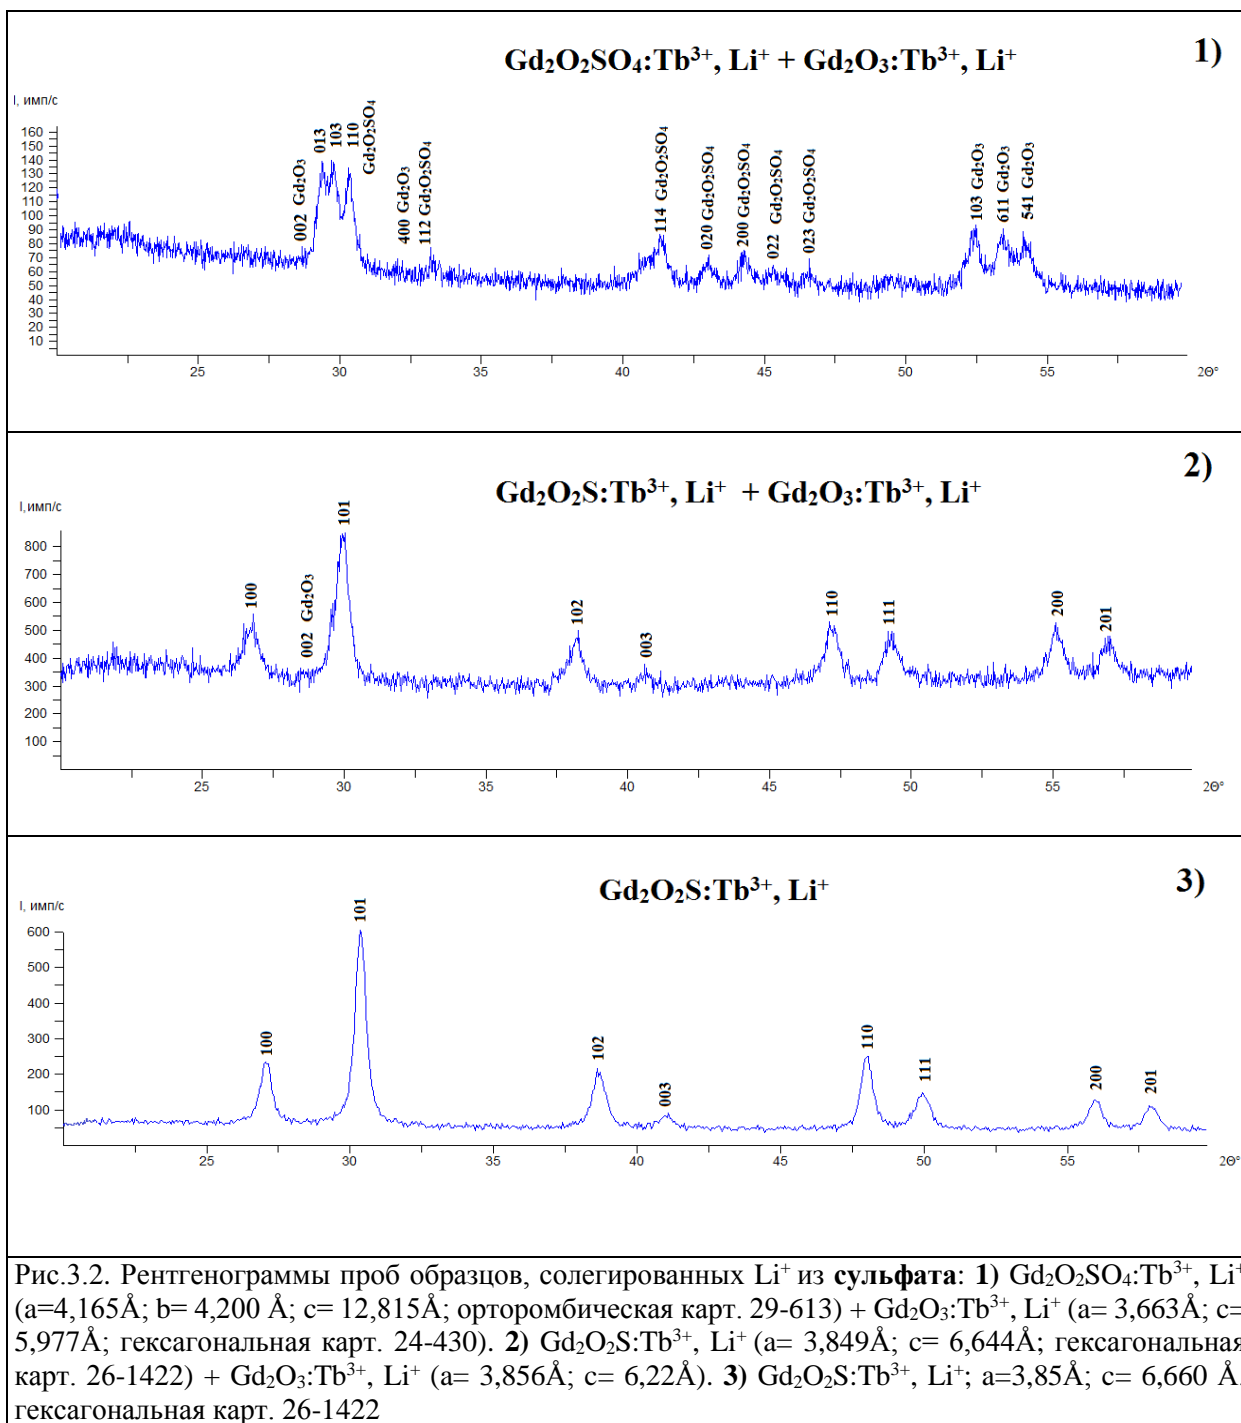 Gd₂O₂SO₄:Tb³⁺, Li⁺ + Gd₂O₃:Tb³⁺, Li⁺
1)
I, имп/с
160
150
140
130
120
110
100
90
80
70
60
50
40
30
20
10
002 Gd₂O₃
013
103
110 Gd₂O₂SO₄
400 Gd₂O₃
112 Gd₂O₂SO₄
114 Gd₂O₂SO₄
020 Gd₂O₂SO₄
200 Gd₂O₂SO₄
022 Gd₂O₂SO₄
023 Gd₂O₂SO₄
103 Gd₂O₃
611 Gd₂O₃
541 Gd₂O₃
25 30 35 40 45 50 55 2Θ°
2)
Gd₂O₂S:Tb³⁺, Li⁺ + Gd₂O₃:Tb³⁺, Li⁺
I, имп/с
800
700
600
500
400
300
200
100
100
002 Gd₂O₃
101
102
003
110
111
200
201
25 30 35 40 45 50 55 2Θ°
3)
Gd₂O₂S:Tb³⁺, Li⁺
I, имп/с
600
500
400
300
200
100
100
101
102
003
110
111
200
201
25 30 35 40 45 50 55 2Θ°
Рис.3.2. Рентгенограммы проб образцов, солегированных Li⁺ из сульфата: 1) Gd₂O₂SO₄:Tb³⁺, Li⁺
(a=4,165Å; b= 4,200 Å; c= 12,815Å; орторомбическая карт. 29-613) + Gd₂O₃:Tb³⁺, Li⁺ (a= 3,663Å; c=
5,977Å; гексагональная карт. 24-430). 2) Gd₂O₂S:Tb³⁺, Li⁺ (a= 3,849Å; c= 6,644Å; гексагональная
карт. 26-1422) + Gd₂O₃:Tb³⁺, Li⁺ (a= 3,856Å; c= 6,22Å). 3) Gd₂O₂S:Tb³⁺, Li⁺; a=3,85Å; c= 6,660 Å,
гексагональная карт. 26-1422